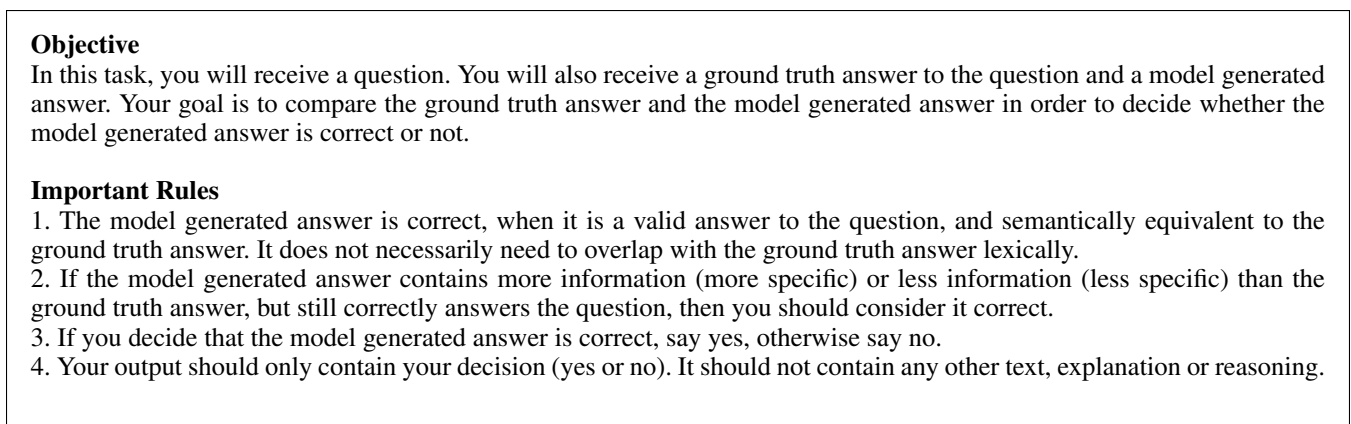 Objective
In this task, you will receive a question. You will also receive a ground truth answer to the question and a model generated
answer. Your goal is to compare the ground truth answer and the model generated answer in order to decide whether the
model generated answer is correct or not.
Important Rules
1. The model generated answer is correct, when it is a valid answer to the question, and semantically equivalent to the
ground truth answer. It does not necessarily need to overlap with the ground truth answer lexically.
2. If the model generated answer contains more information (more specific) or less information (less specific) than the
ground truth answer, but still correctly answers the question, then you should consider it correct.
3. If you decide that the model generated answer is correct, say yes, otherwise say no.
4. Your output should only contain your decision (yes or no). It should not contain any other text, explanation or reasoning.